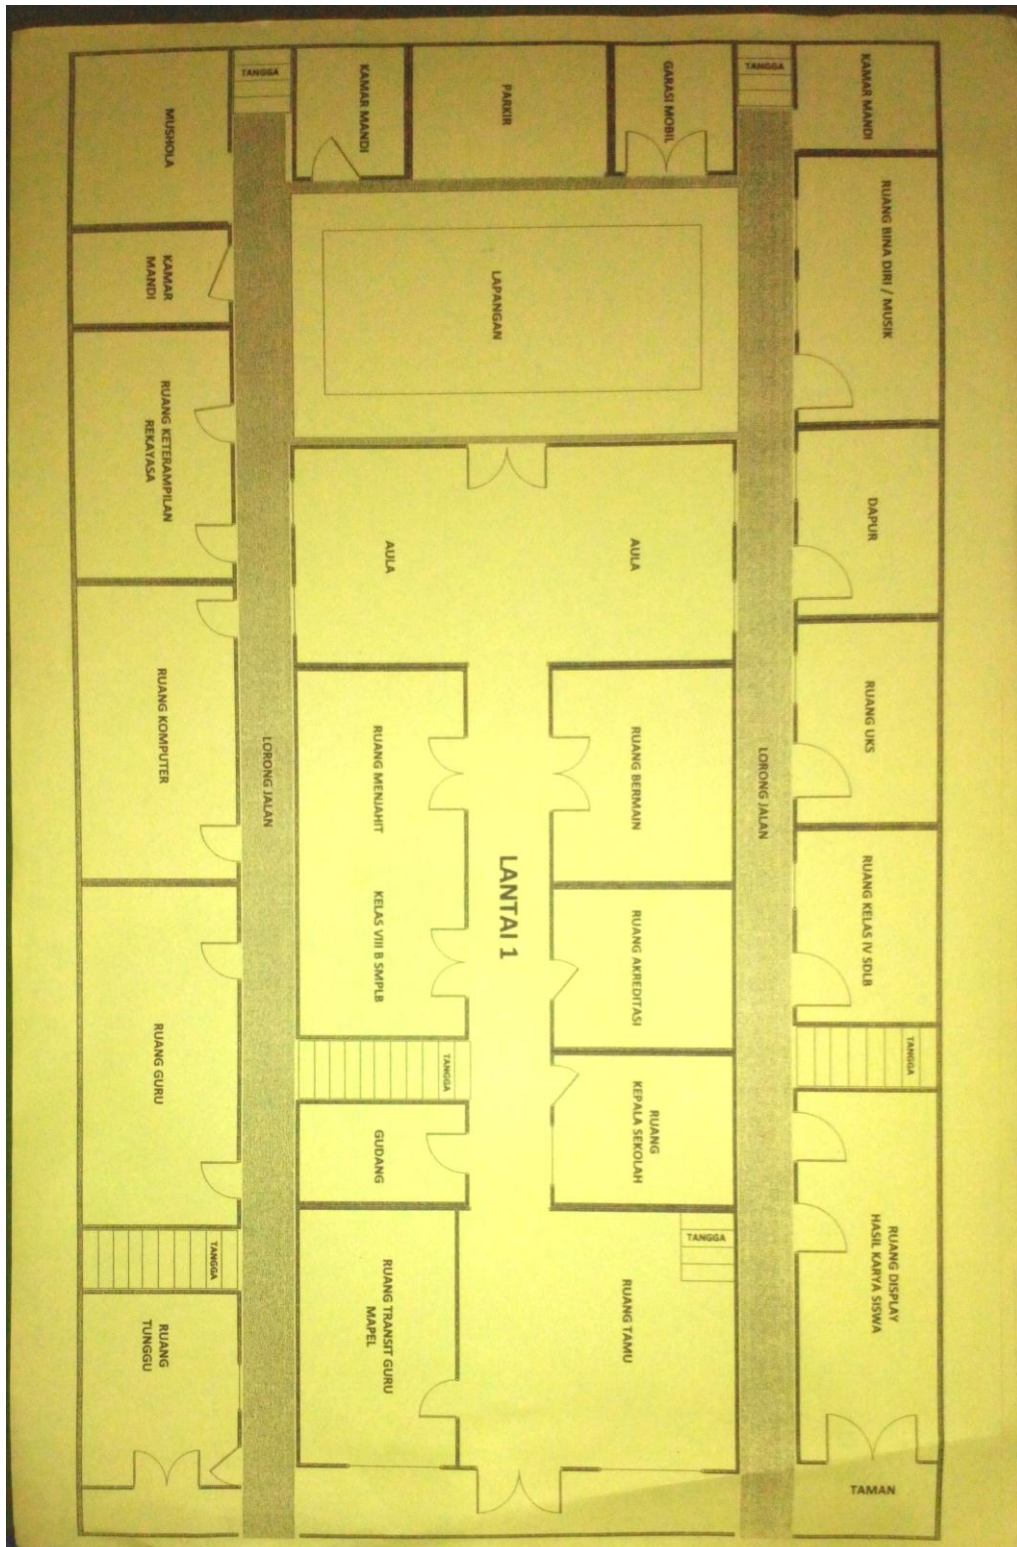 TANGGA
KAMAR MANDI
PARKIR
GARASI MOBIL
TANGGA
KAMAR MANDI
MUSHOLA
RUANG BINA DIRI / MUSIK
KAMAR
MANDI
LAPANGAN
RUANG KETERAMPILAN
REKAYASA
AULA
AULA
DAPUR
RUANG KOMPUTER
LORONG JALAN
RUANG MENJAHIT
RUANG BERMAIN
LORONG JALAN
RUANG UKS
LANTAI 1
KELAS VIII B SMPLB
RUANG AKREDITASI
RUANG KELAS IV SDLB
RUANG GURU
TANGGA
TANGGA
GUDANG
RUANG
KEPALA SEKOLAH
TANGGA
TANGGA
RUANG TRANSIT GURU
MAPEL
RUANG TAMU
RUANG DISPLAY
HASIL KARYA SISWA
RUANG
TUNGGU
TAMAN